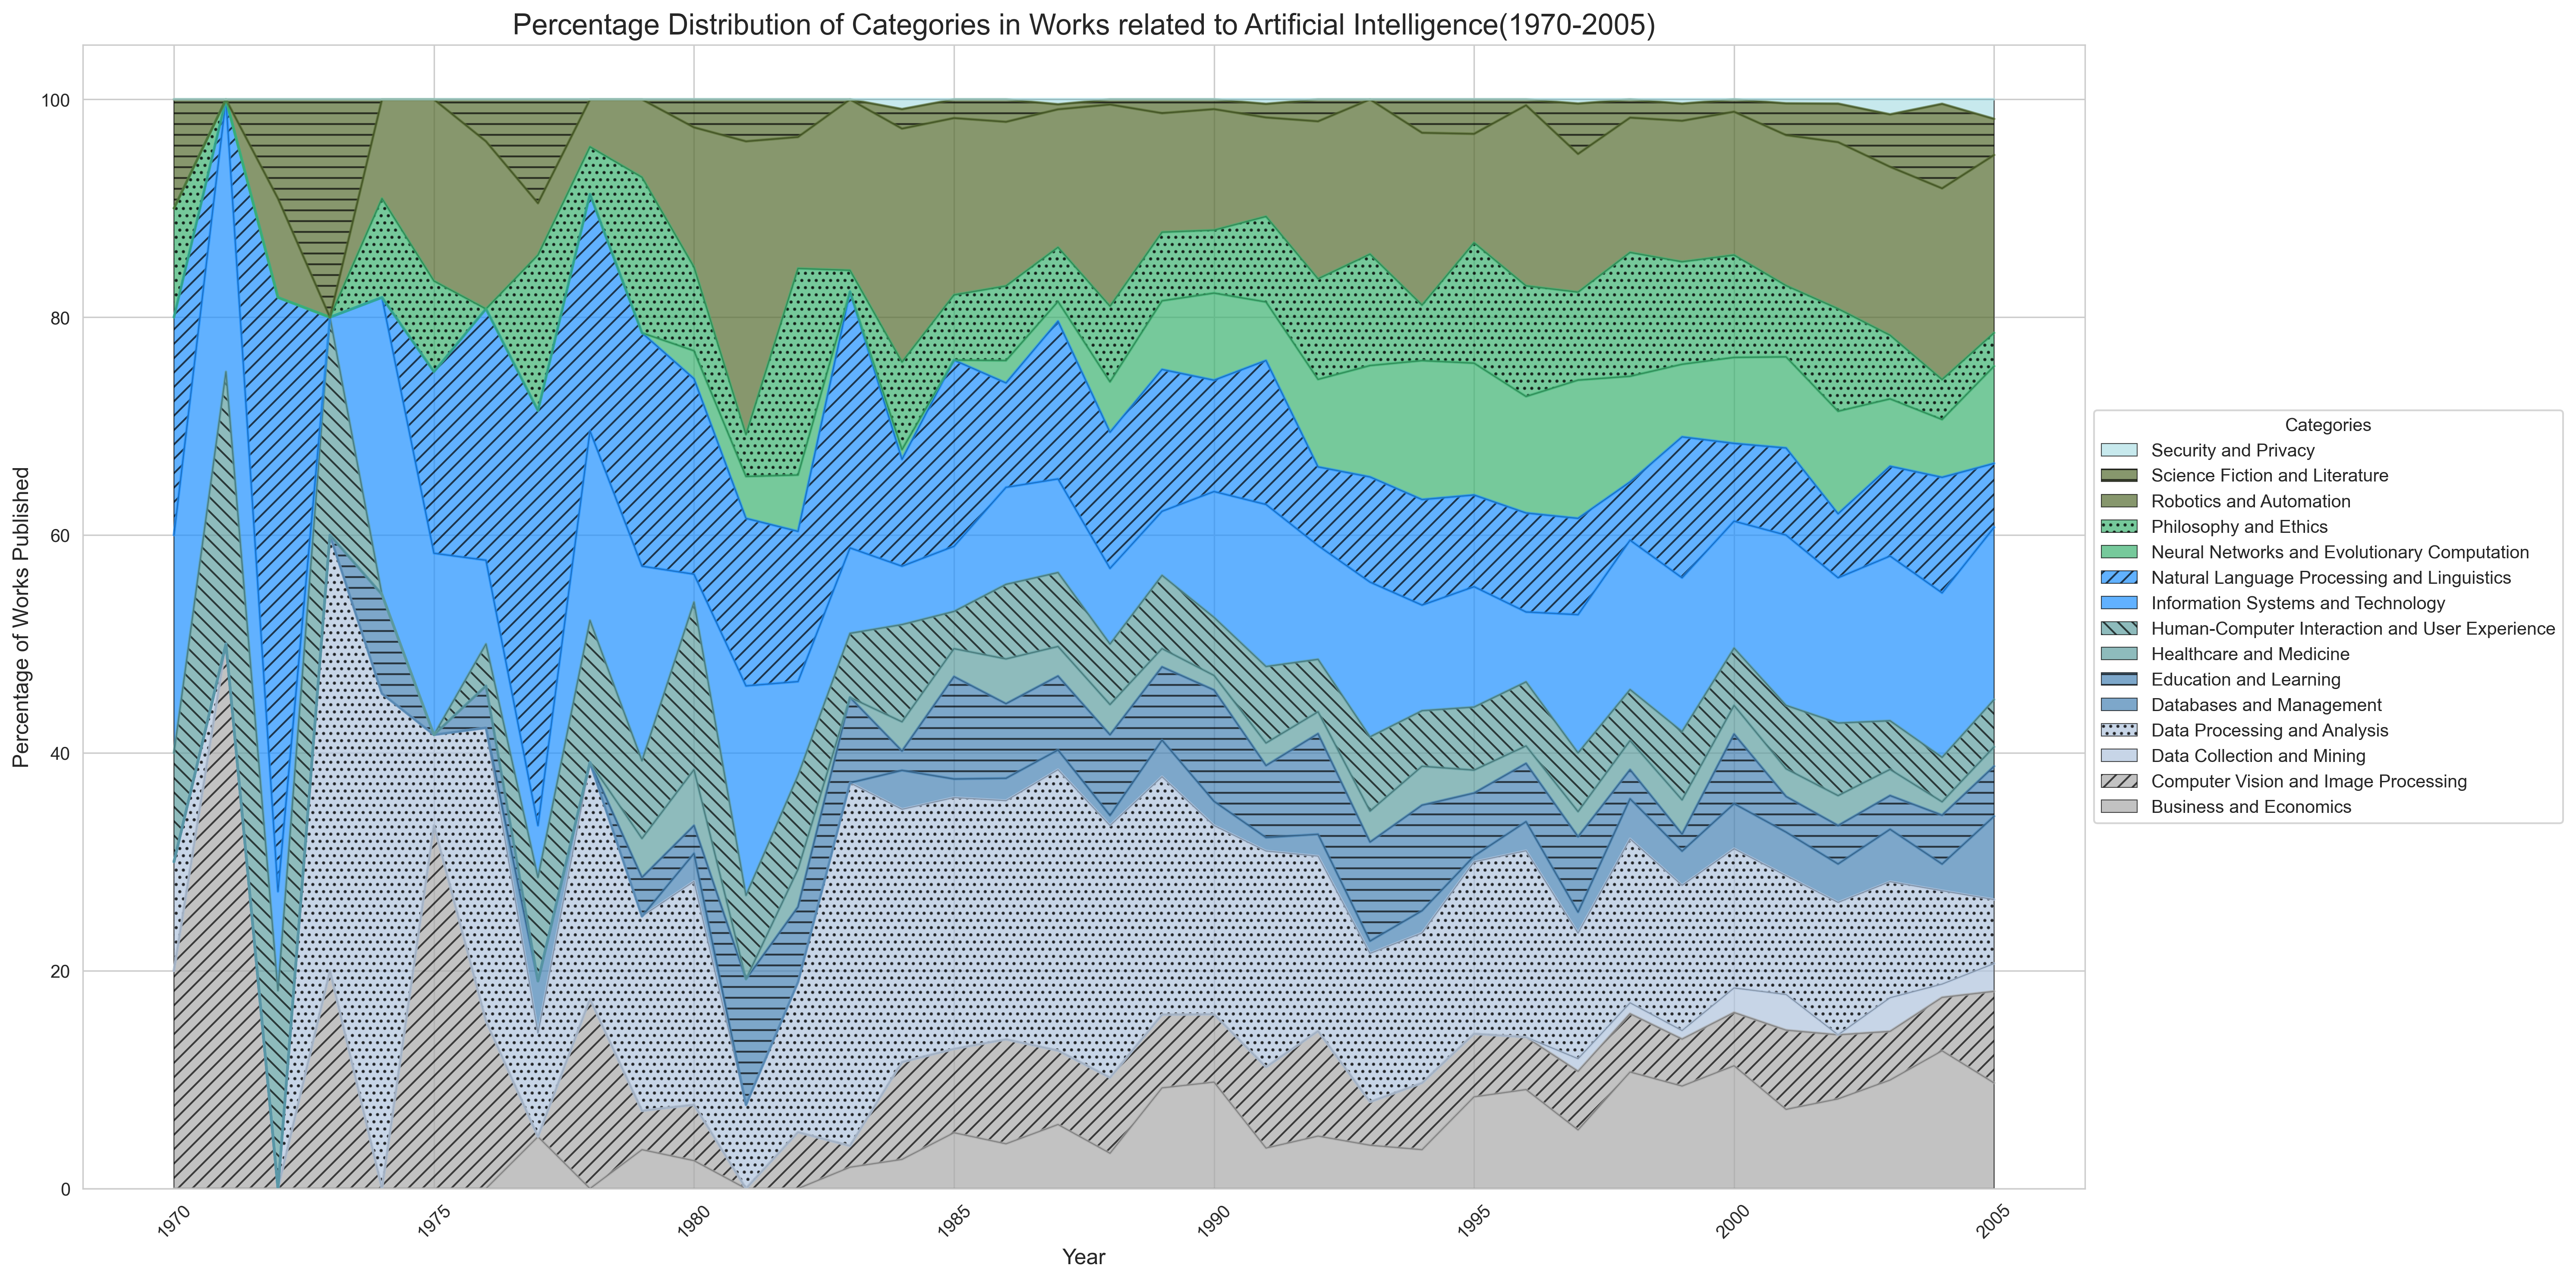 Percentage Distribution of Categories in Works related to Artificial Intelligence(1970-2005)
Percentage of Works Published
100
80
60
40
20
0
1970
1975
1980
1985
1990
1995
2000
2005
Year
Categories
Security and Privacy
Science Fiction and Literature
Robotics and Automation
Philosophy and Ethics
Neural Networks and Evolutionary Computation
Natural Language Processing and Linguistics
Information Systems and Technology
Human-Computer Interaction and User Experience
Healthcare and Medicine
Education and Learning
Databases and Management
Data Processing and Analysis
Data Collection and Mining
Computer Vision and Image Processing
Business and Economics